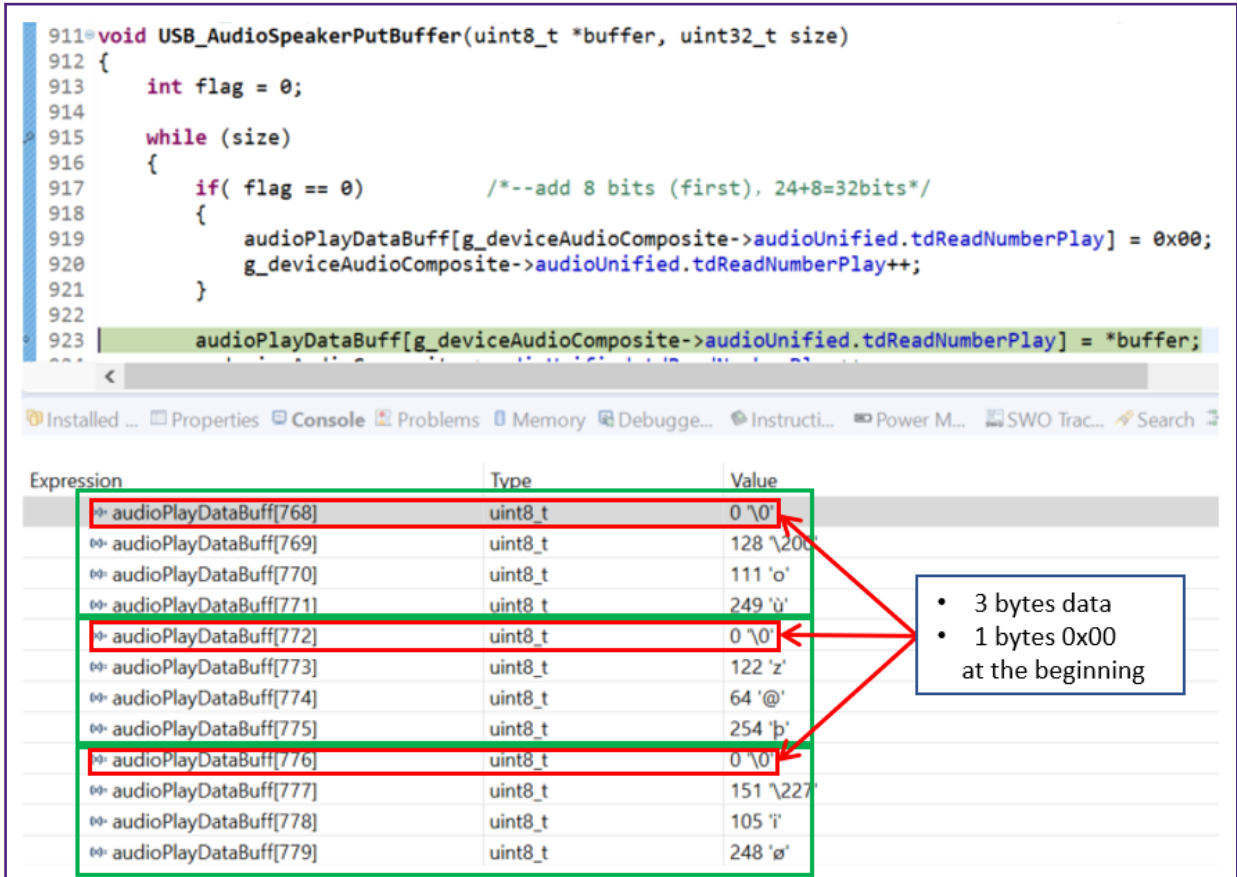 911 void USB_AudioSpeakerPutBuffer(uint8_t *buffer, uint32_t size)
912 {
913 int flag = 0;
914
915 while (size)
916 {
917 if( flag == 0) /*--add 8 bits (first), 24+8=32bits*/
918 {
919 audioPlayDataBuff[g_deviceAudioComposite->audioUnified.tdReadNumberPlay] = 0x00;
920 g_deviceAudioComposite->audioUnified.tdReadNumberPlay++;
921 }
922
923 audioPlayDataBuff[g_deviceAudioComposite->audioUnified.tdReadNumberPlay] = *buffer;
Installed ... Properties Console Problems Memory Debugge... Instructi... Power M... SWO Trac... Search
Expression Type Value
audioPlayDataBuff[768] uint8_t 0 '\0'
audioPlayDataBuff[769] uint8_t 128 '\200'
audioPlayDataBuff[770] uint8_t 111 'o'
audioPlayDataBuff[771] uint8_t 249 'ù'
audioPlayDataBuff[772] uint8_t 0 '\0'
audioPlayDataBuff[773] uint8_t 122 'z'
audioPlayDataBuff[774] uint8_t 64 '@'
audioPlayDataBuff[775] uint8_t 254 'þ'
audioPlayDataBuff[776] uint8_t 0 '\0'
audioPlayDataBuff[777] uint8_t 151 '\227'
audioPlayDataBuff[778] uint8_t 105 'i'
audioPlayDataBuff[779] uint8_t 248 'ø'
• 3 bytes data
• 1 bytes 0x00
at the beginning